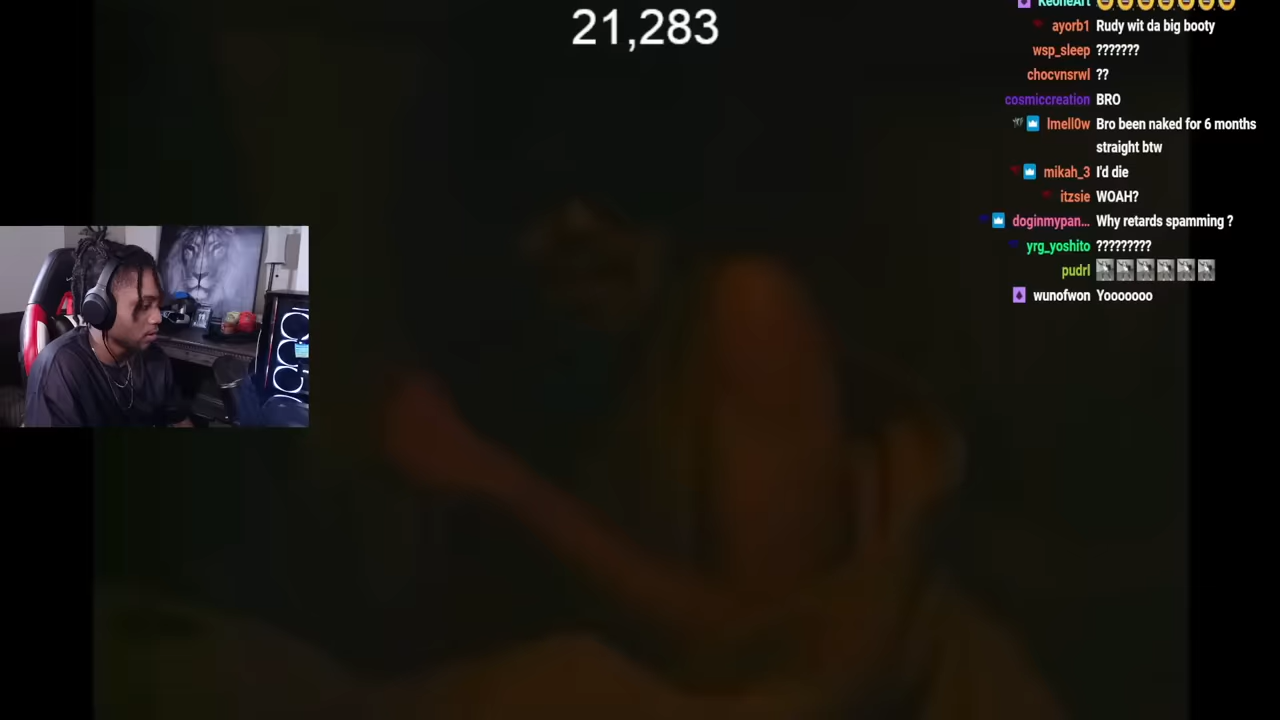 21,283
KeoneArt
ayorb1 Rudy wit da big booty
wsp_sleep ???????
chocvnsrwl ??
cosmiccreation BRO
lmell0w Bro been naked for 6 months
straight btw
mikah_3 I'd die
itzsie WOAH?
doginmypan... Why retards spamming ?
yrg_yoshito ?????????
pudrl
wunofwon Yooooooo